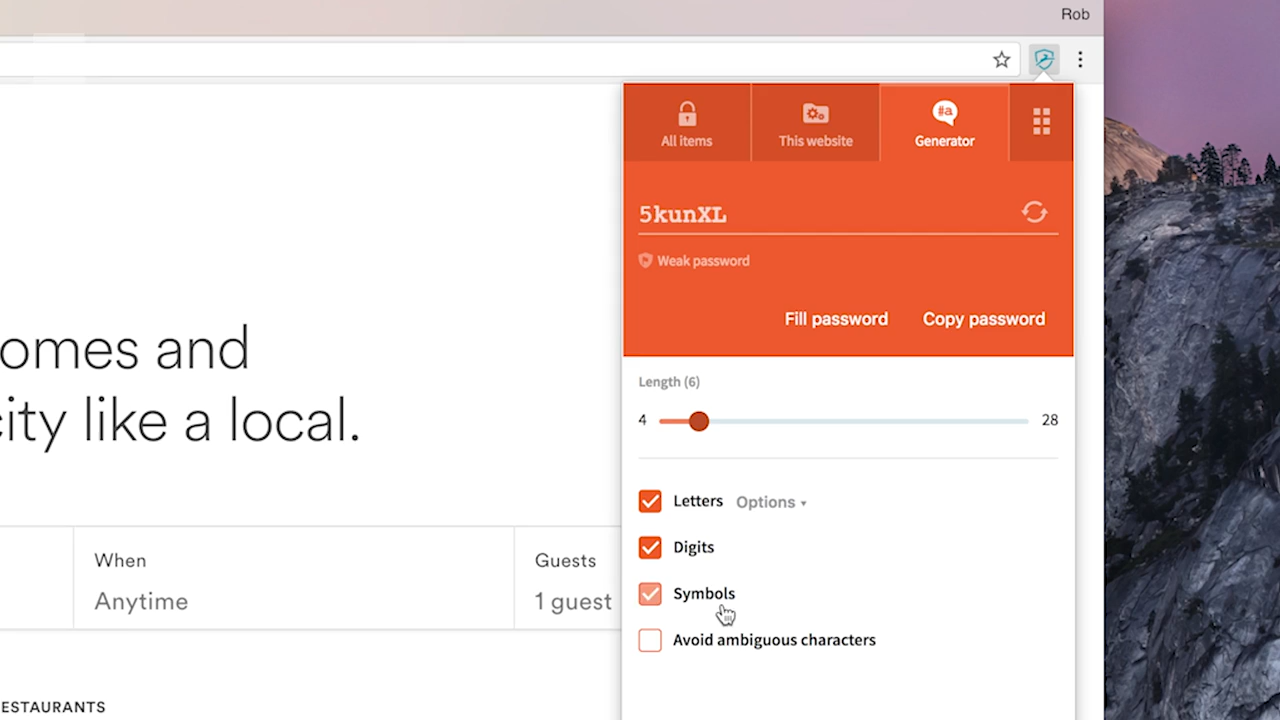 Rob
All items
This website
#a
Generator
5kunXL
Weak password
Fill password
Copy password
Length (6)
4
28
Letters
Options
Digits
Symbols
Avoid ambiguous characters
omes and
city like a local.
When
Anytime
Guests
1 guest
ESTAURANTS